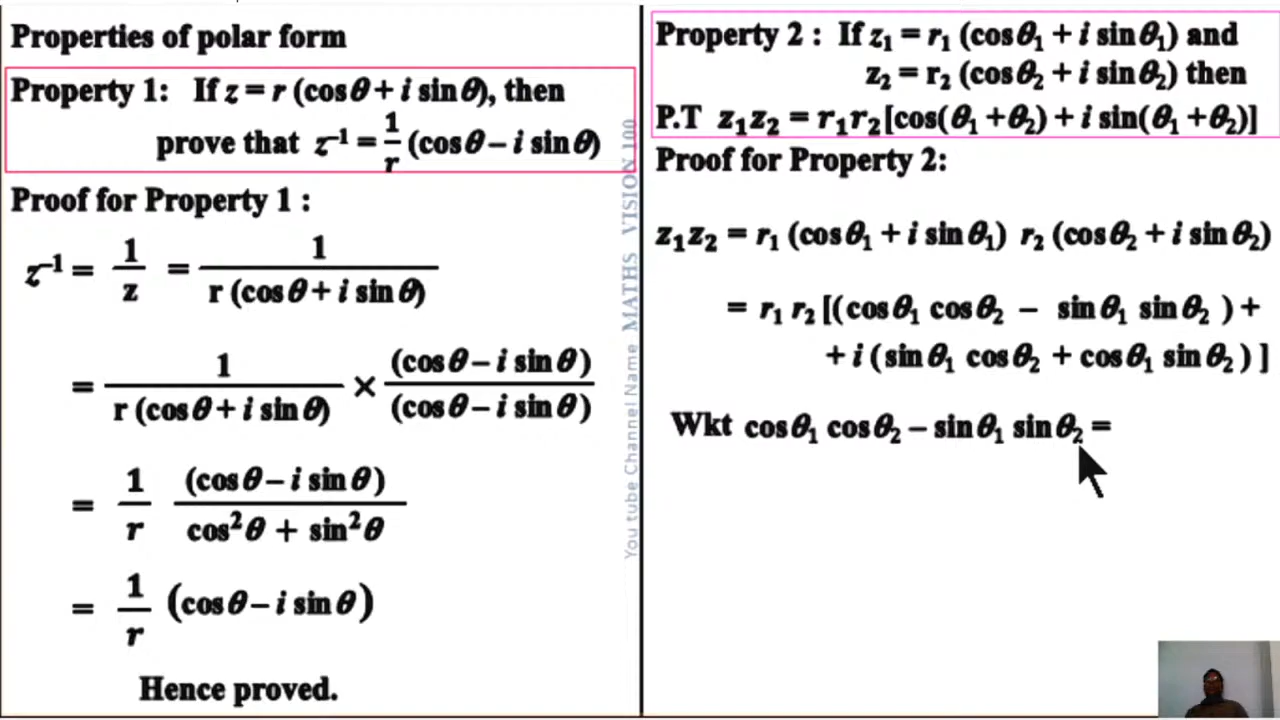 Properties of polar form
Property 1: If z = r (cosθ + i sinθ), then
prove that z⁻¹ = 1/r (cosθ – i sinθ)
Proof for Property 1 :
z⁻¹ = 1/z = 1/(r (cosθ + i sinθ))
= 1/(r (cosθ + i sinθ)) × (cosθ – i sinθ)/(cosθ – i sinθ)
= 1/r (cosθ – i sinθ)/(cos²θ + sin²θ)
= 1/r (cosθ – i sinθ)
Hence proved.
You tube Channel Name MATHS VISION 100
Property 2 : If z₁ = r₁ (cosθ₁ + i sinθ₁) and
z₂ = r₂ (cosθ₂ + i sinθ₂) then
P.T z₁z₂ = r₁r₂[cos(θ₁ +θ₂) + i sin(θ₁ +θ₂)]
Proof for Property 2:
z₁z₂ = r₁ (cosθ₁ + i sinθ₁) r₂ (cosθ₂ + i sinθ₂)
= r₁ r₂ [(cosθ₁ cosθ₂ – sinθ₁ sinθ₂ ) +
+ i (sinθ₁ cosθ₂ + cosθ₁ sinθ₂ ) ]
Wkt cosθ₁ cosθ₂ – sinθ₁ sinθ₂ =